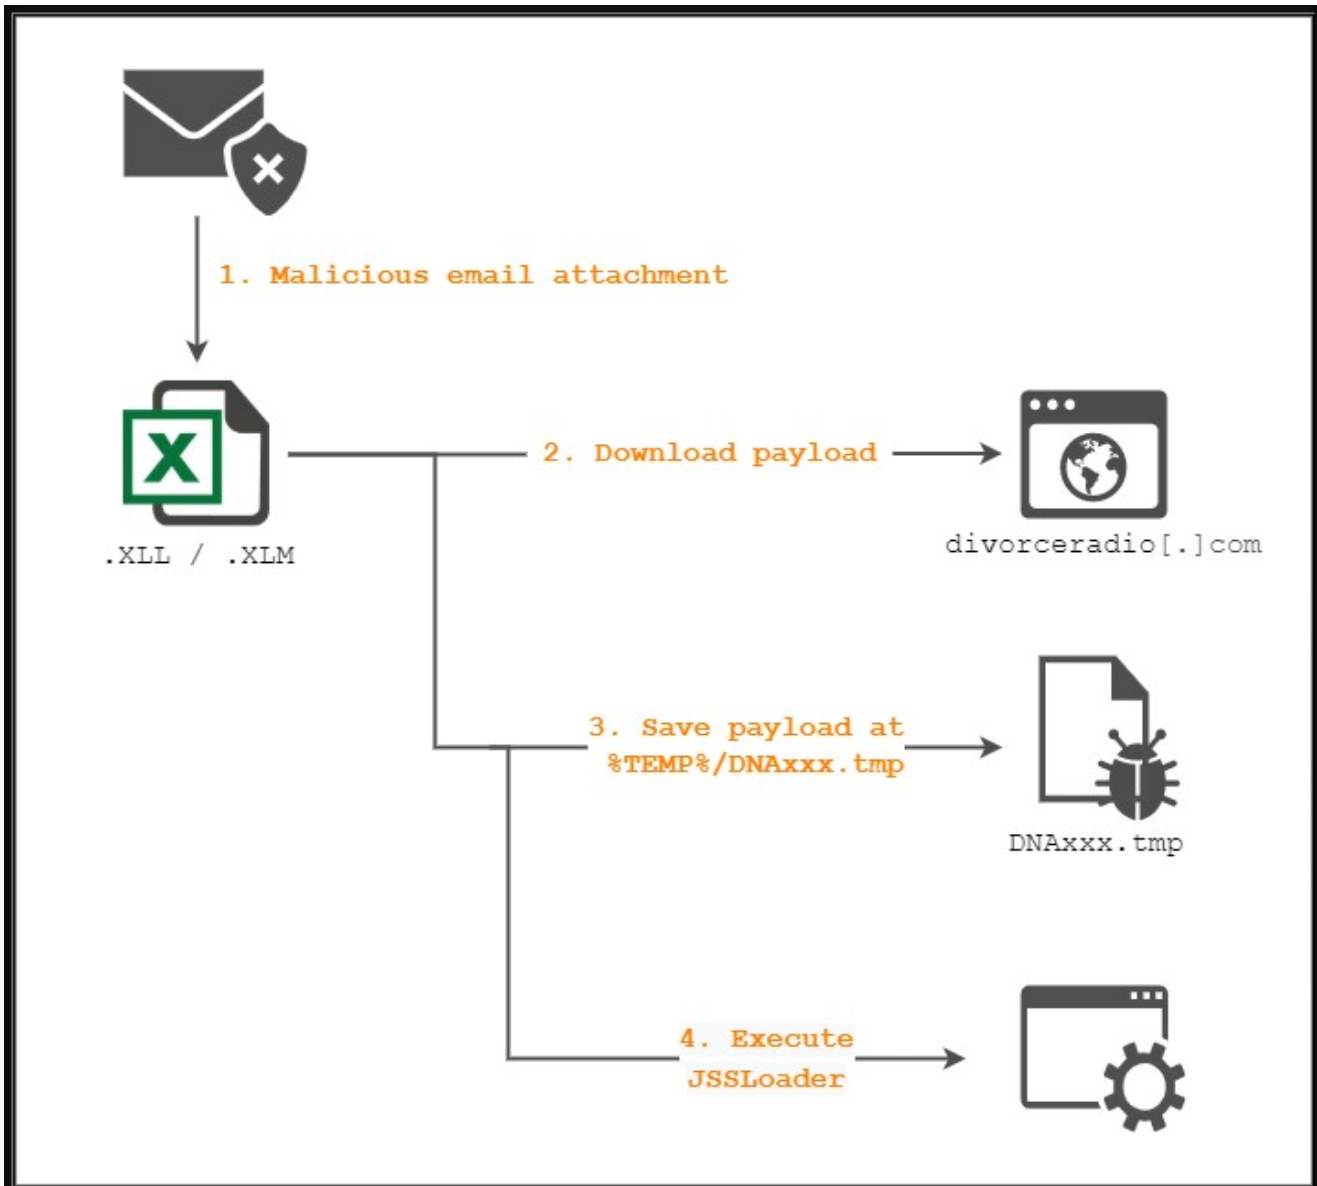 1. Malicious email attachment
X
.XLL / .XLM
2. Download payload
divorceradio[.]com
3. Save payload at
%TEMP%/DNAxxx.tmp
DNAxxx.tmp
4. Execute
JSSLoader